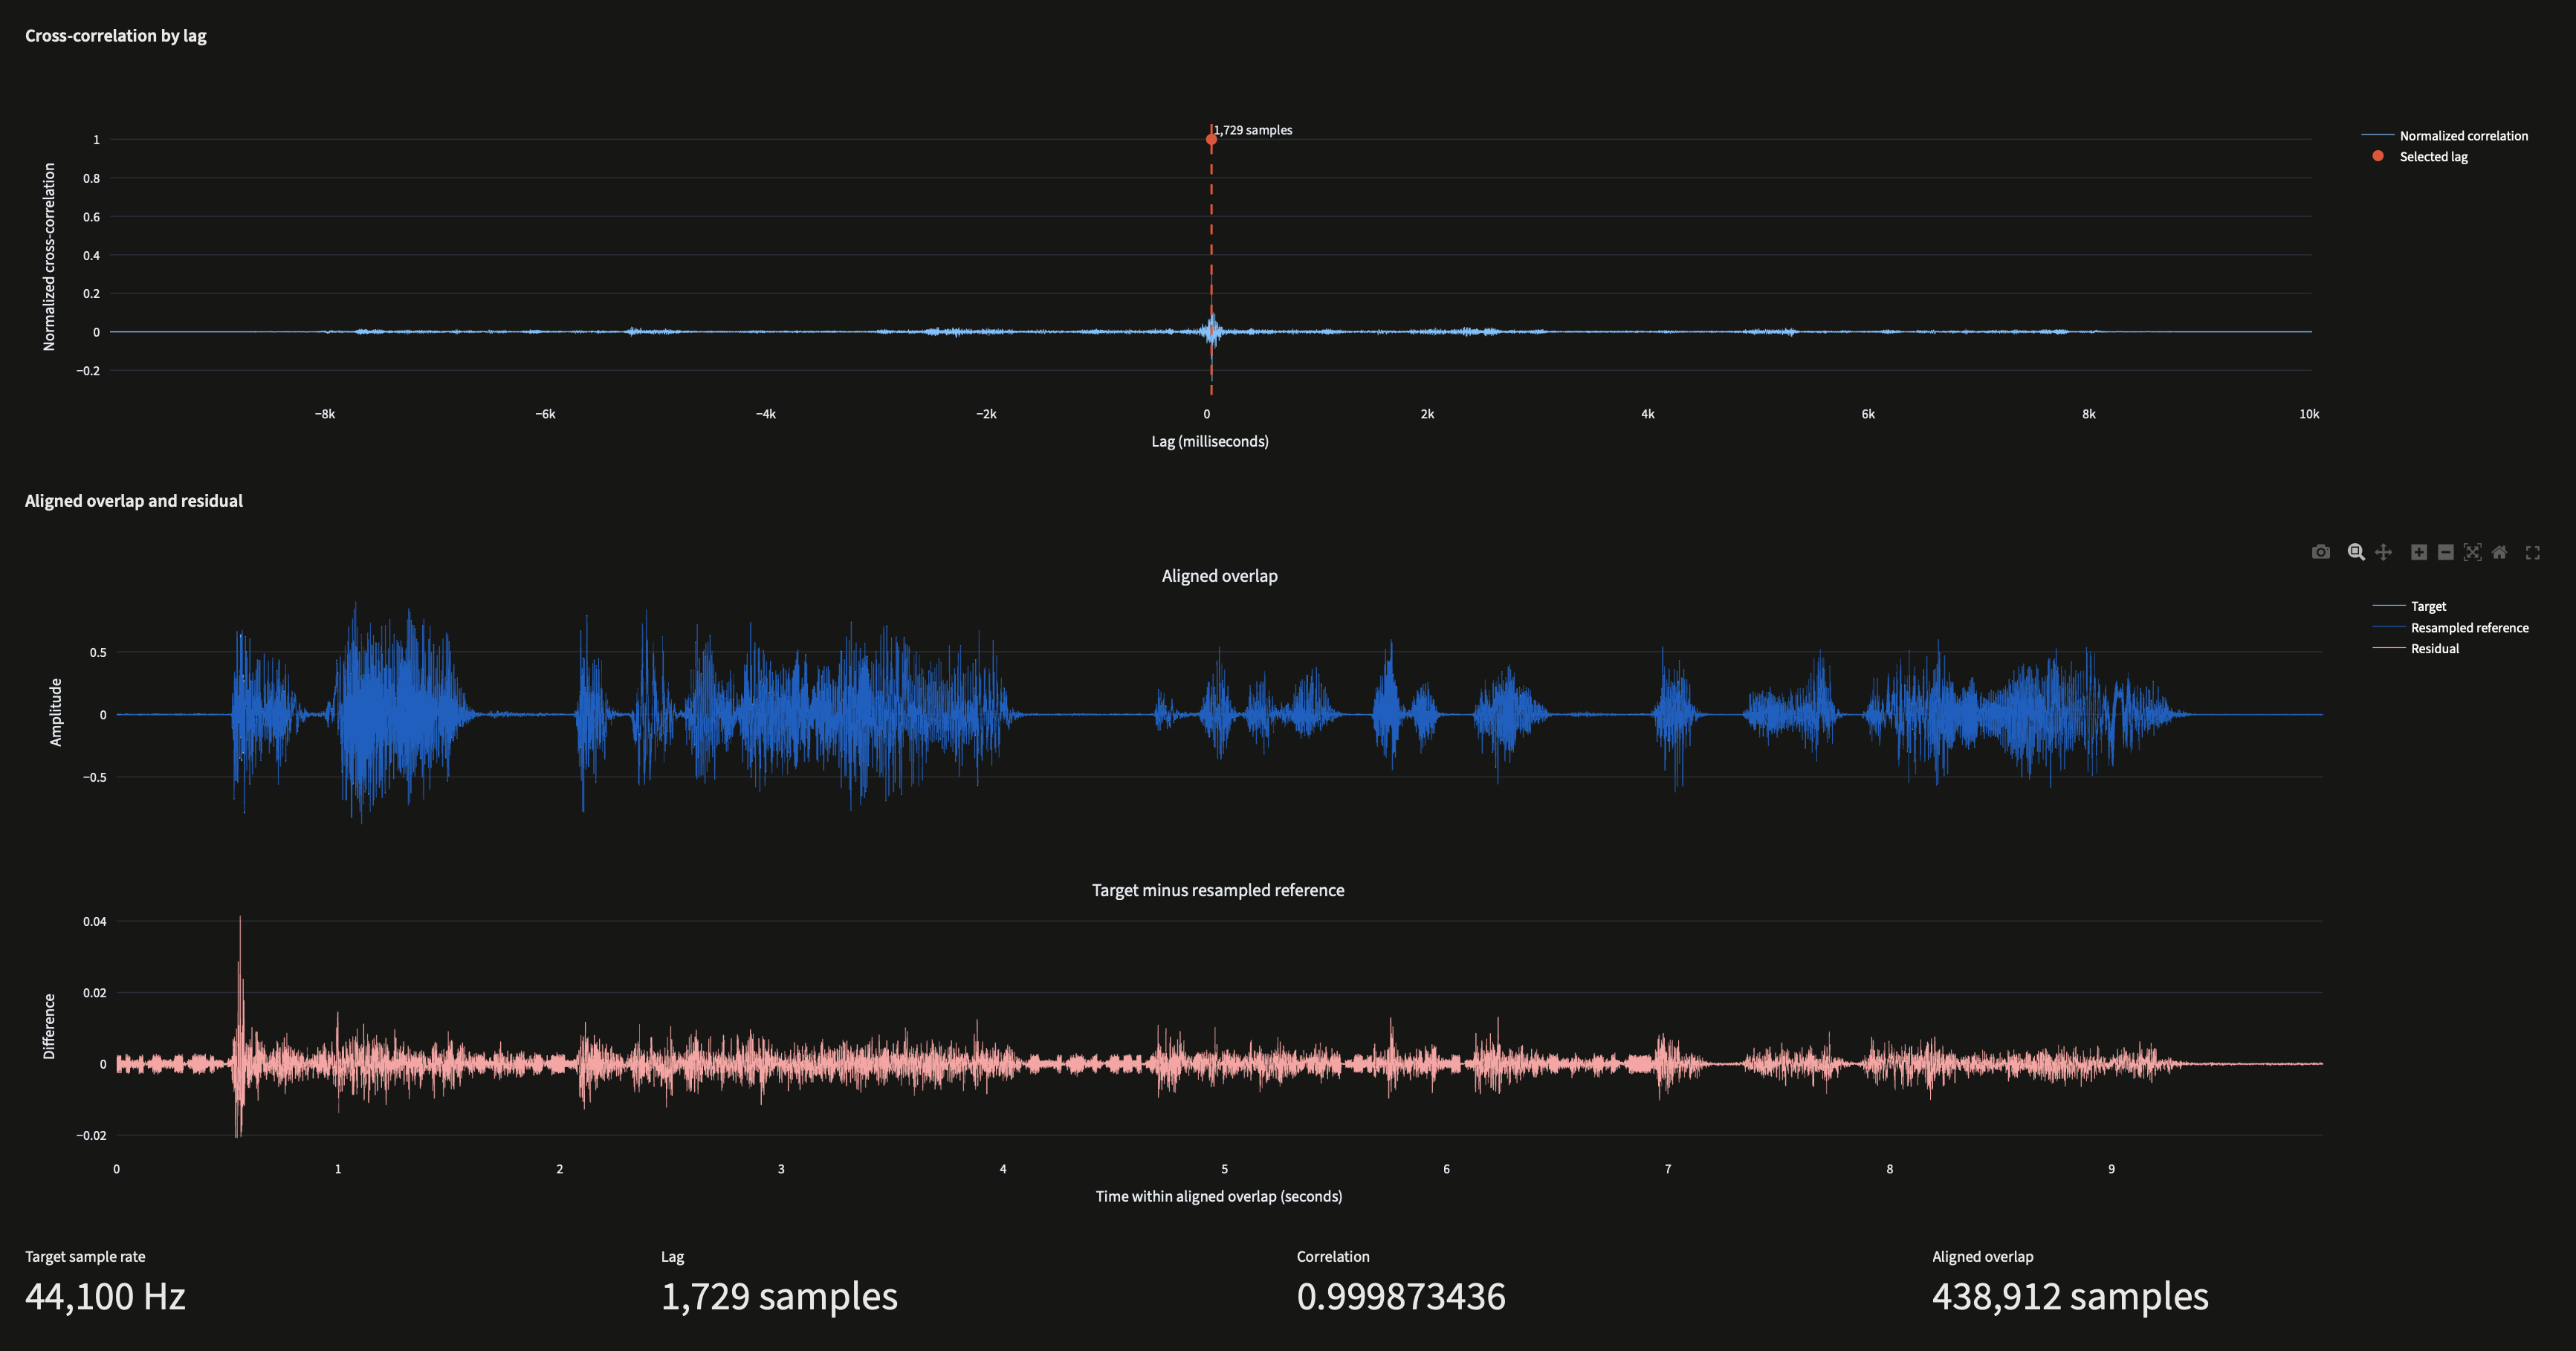 Cross-correlation by lag
1,729 samples
Normalized correlation
Selected lag
Normalized cross-correlation
1
0.8
0.6
0.4
0.2
0
−0.2
−8k
−6k
−4k
−2k
0
2k
4k
6k
8k
10k
Lag (milliseconds)
Aligned overlap and residual
Aligned overlap
Target
Resampled reference
Residual
Amplitude
0.5
0
−0.5
Target minus resampled reference
Difference
0.04
0.02
0
−0.02
0
1
2
3
4
5
6
7
8
9
Time within aligned overlap (seconds)
Target sample rate
44,100 Hz
Lag
1,729 samples
Correlation
0.999873436
Aligned overlap
438,912 samples